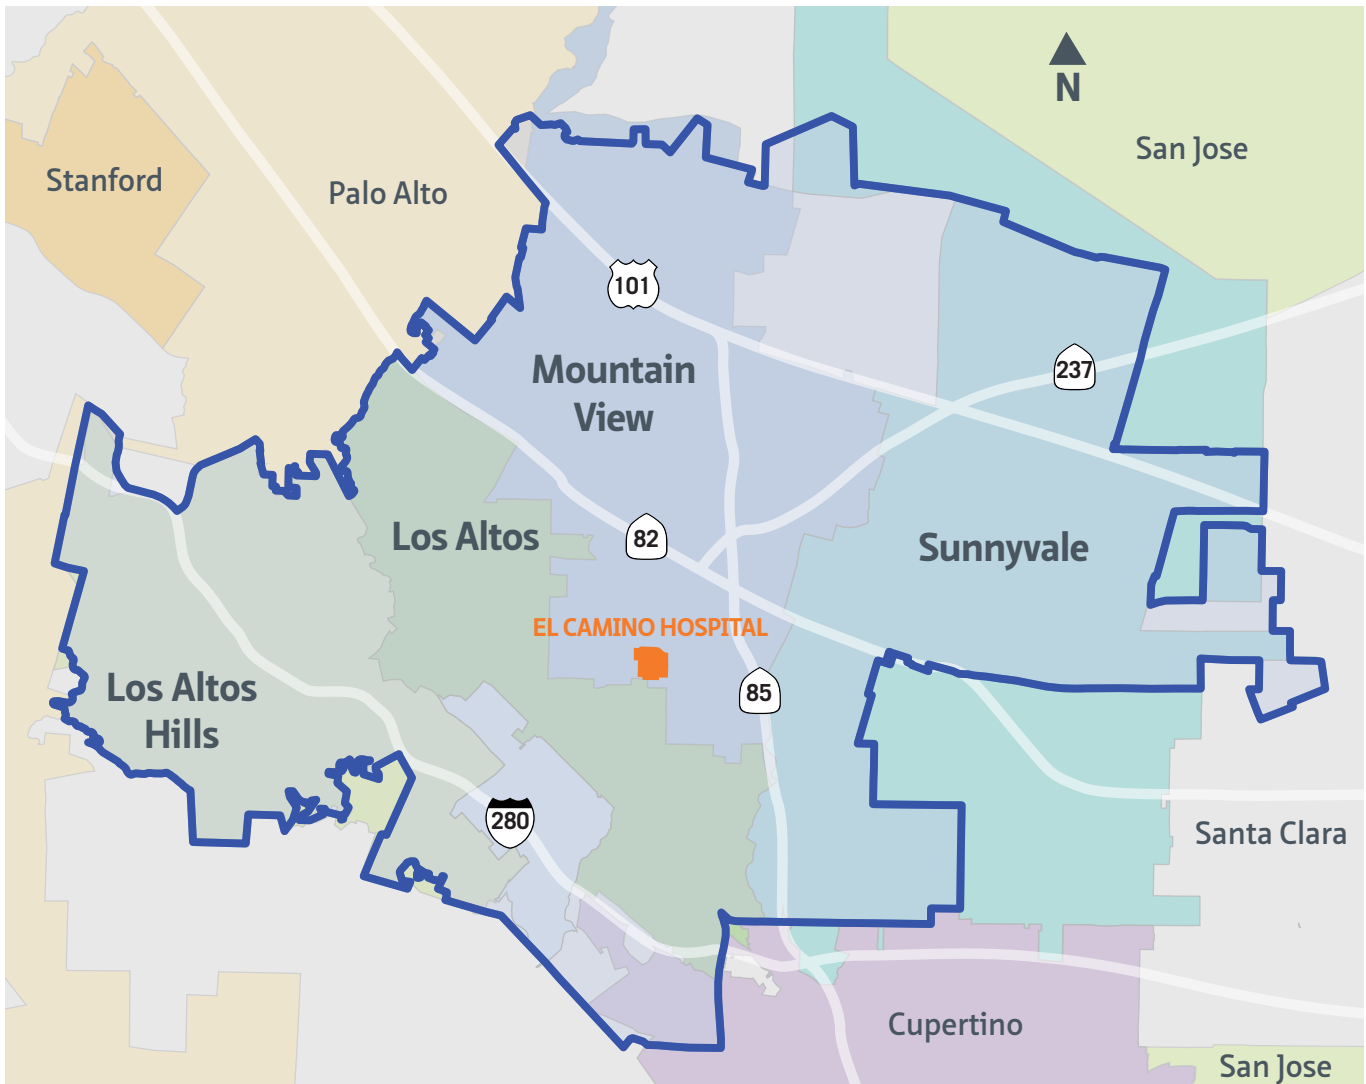 N
San Jose
Stanford
Palo Alto
101
237
Mountain
View
Los Altos
82
Sunnyvale
EL CAMINO HOSPITAL
Los Altos
Hills
85
280
Santa Clara
Cupertino
San Jose